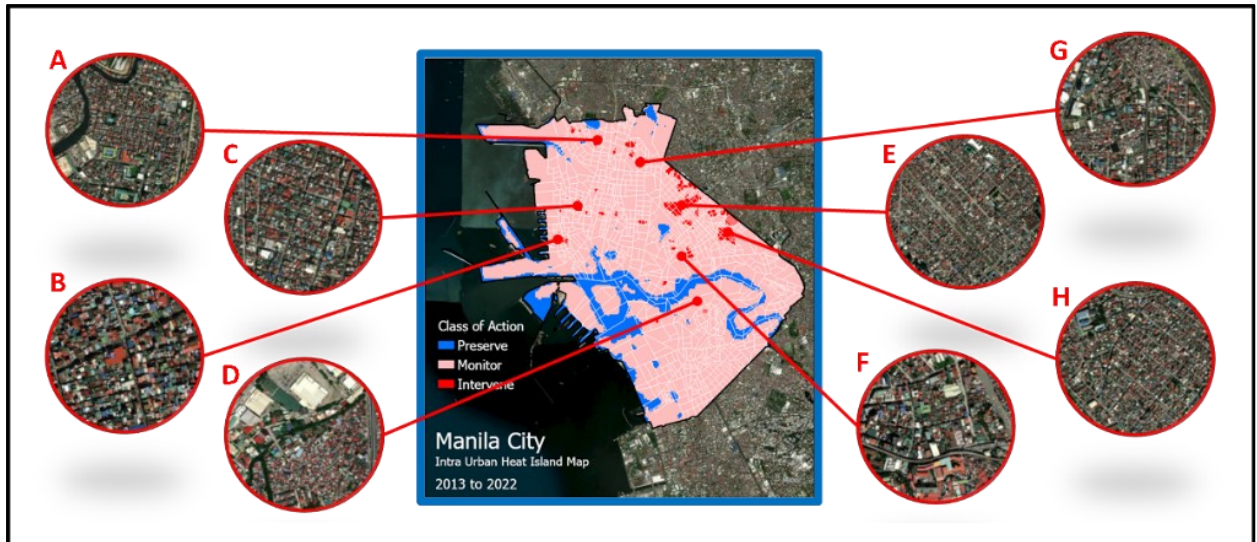 A
G
C
E
B
H
D
F
Class of Action
Preserve
Monitor
Intervene
Manila City
Intra Urban Heat Island Map
2013 to 2022